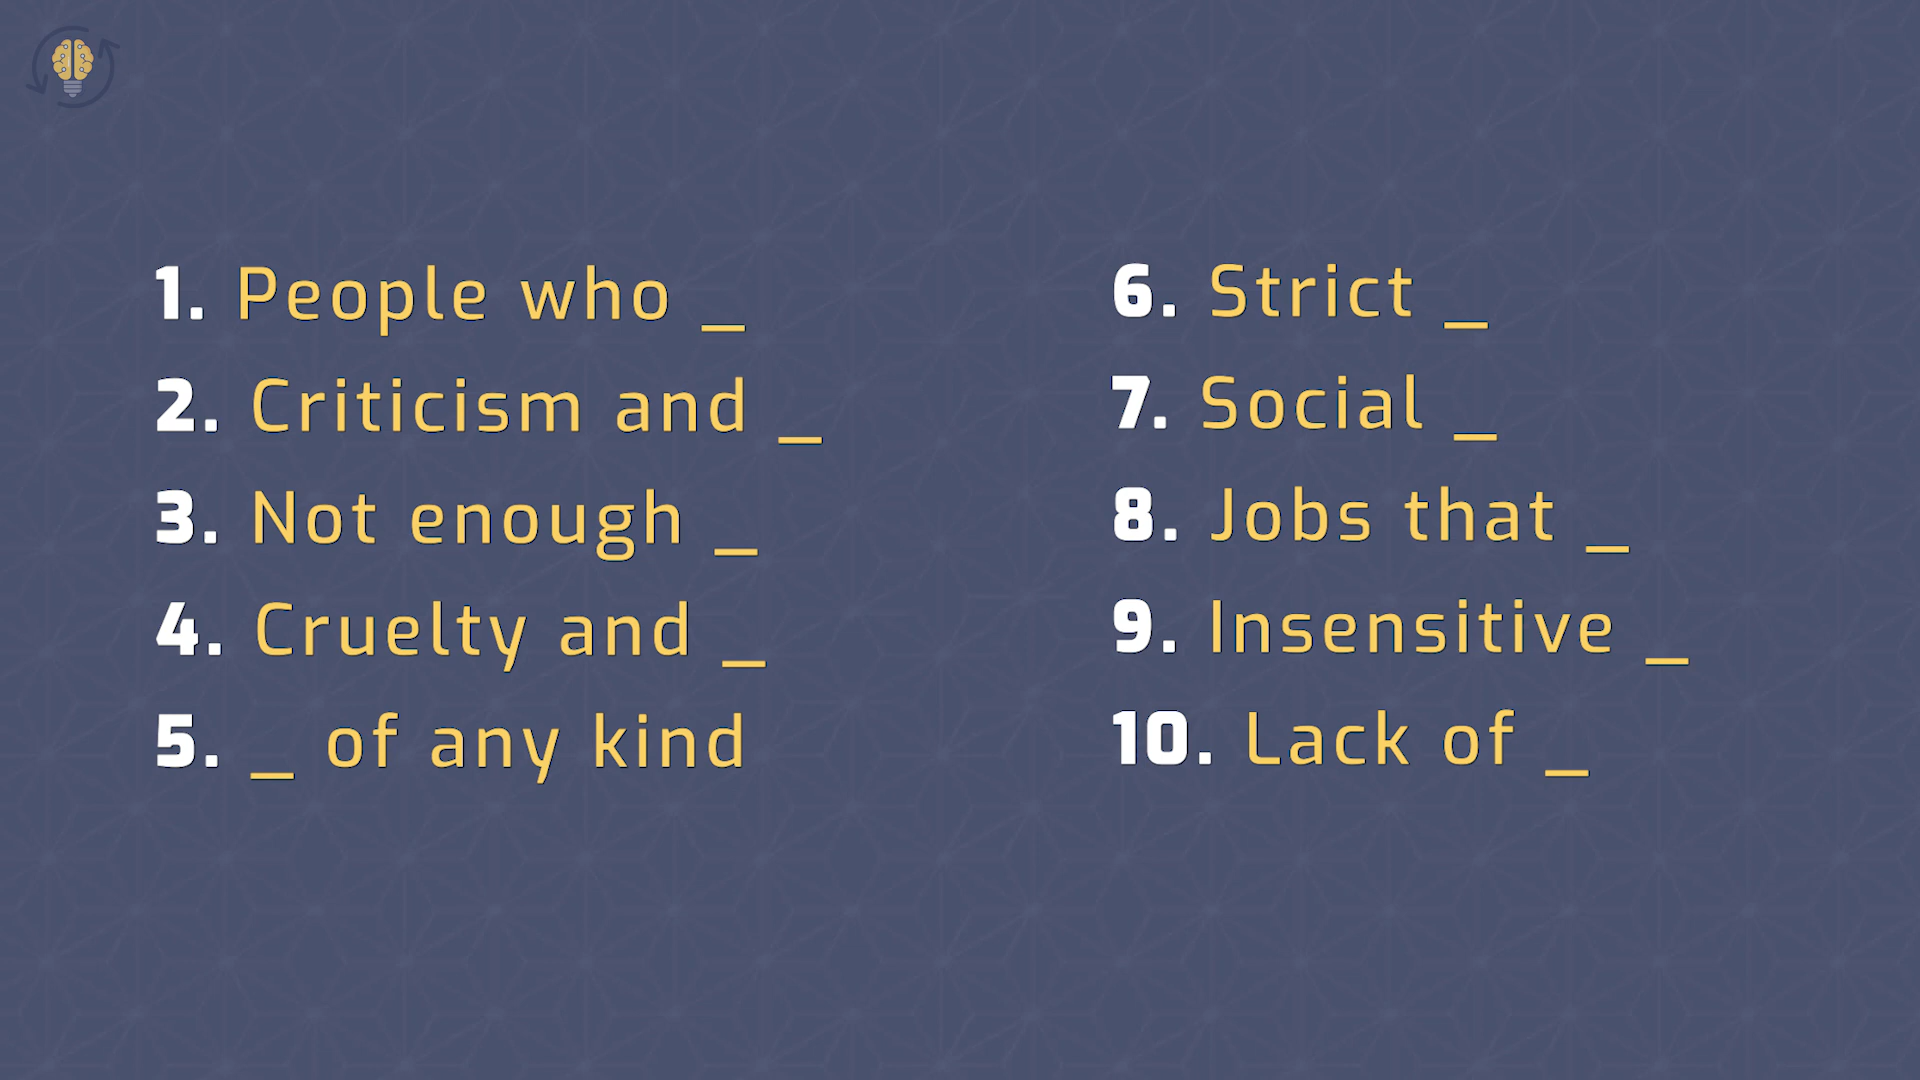 1. People who _
2. Criticism and _
3. Not enough _
4. Cruelty and _
5. _ of any kind
6. Strict _
7. Social _
8. Jobs that _
9. Insensitive _
10. Lack of _